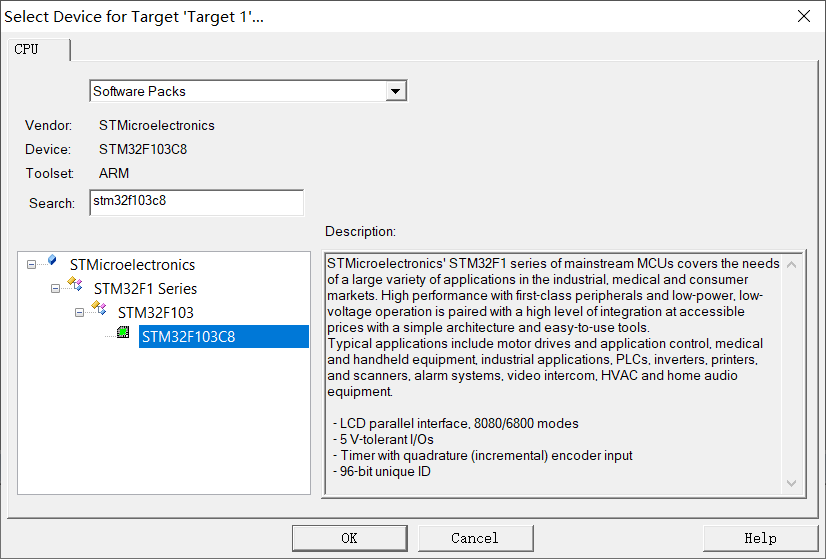 Select Device for Target 'Target 1'...
CPU
Software Packs
Vendor: STMicroelectronics
Device: STM32F103C8
Toolset: ARM
Search: stm32f103c8
Description:
STMicroelectronics
STM32F1 Series
STM32F103
STM32F103C8
STMicroelectronics' STM32F1 series of mainstream MCUs covers the needs
of a large variety of applications in the industrial, medical and consumer
markets. High performance with first-class peripherals and low-power, low-
voltage operation is paired with a high level of integration at accessible
prices with a simple architecture and easy-to-use tools.
Typical applications include motor drives and application control, medical
and handheld equipment, industrial applications, PLCs, inverters, printers,
and scanners, alarm systems, video intercom, HVAC and home audio
equipment.
- LCD parallel interface, 8080/6800 modes
- 5 V-tolerant I/Os
- Timer with quadrature (incremental) encoder input
- 96-bit unique ID
OK
Cancel
Help